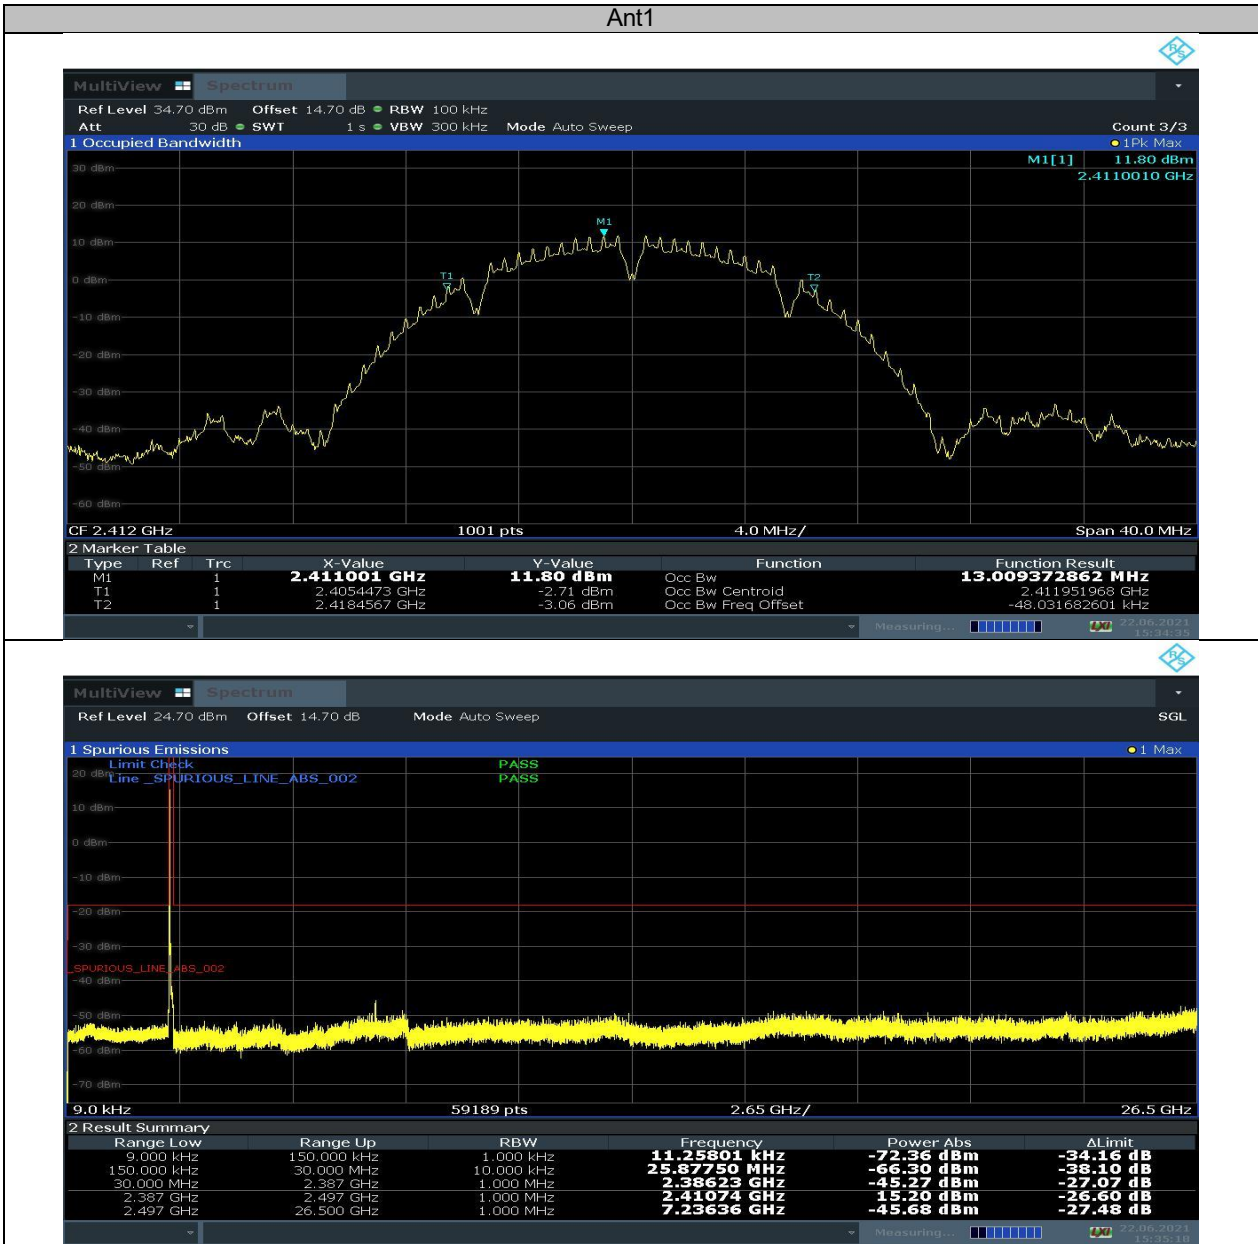 Ant1
MultiView Spectrum
Ref Level 34.70 dBm Offset 14.70 dB RBW 100 kHz
Att 30 dB SWT 1 s VBW 300 kHz Mode Auto Sweep Count 3/3
1 Occupied Bandwidth 1Pk Max
M1[1] 11.80 dBm
2.4110010 GHz
30 dBm
20 dBm
M1
10 dBm
T1 T2
0 dBm
-10 dBm
-20 dBm
-30 dBm
-40 dBm
-50 dBm
-60 dBm
CF 2.412 GHz 1001 pts 4.0 MHz/ Span 40.0 MHz
2 Marker Table
Type Ref Trc X-Value Y-Value Function Function Result
M1 1 2.411001 GHz 11.80 dBm Occ Bw 13.009372862 MHz
T1 1 2.4054473 GHz -2.71 dBm Occ Bw Centroid 2.411951968 GHz
T2 1 2.4184567 GHz -3.06 dBm Occ Bw Freq Offset -48.031682601 kHz
Measuring... LXI 22.06.2021
15:34:35
MultiView Spectrum
Ref Level 24.70 dBm Offset 14.70 dB Mode Auto Sweep SGL
1 Spurious Emissions 1 Max
Limit Check PASS
20 dBm Line _SPURIOUS_LINE_ABS_002 PASS
10 dBm
0 dBm
-10 dBm
-20 dBm
-30 dBm
_SPURIOUS_LINE_ABS_002
-40 dBm
-50 dBm
-60 dBm
-70 dBm
9.0 kHz 59189 pts 2.65 GHz/ 26.5 GHz
2 Result Summary
Range Low Range Up RBW Frequency Power Abs ΔLimit
9.000 kHz 150.000 kHz 1.000 kHz 11.25801 kHz -72.36 dBm -34.16 dB
150.000 kHz 30.000 MHz 10.000 kHz 25.87750 MHz -66.30 dBm -38.10 dB
30.000 MHz 2.387 GHz 1.000 MHz 2.38623 GHz -45.27 dBm -27.07 dB
2.387 GHz 2.497 GHz 1.000 MHz 2.41074 GHz 15.20 dBm -26.60 dB
2.497 GHz 26.500 GHz 1.000 MHz 7.23636 GHz -45.68 dBm -27.48 dB
Measuring... LXI 22.06.2021
15:35:18